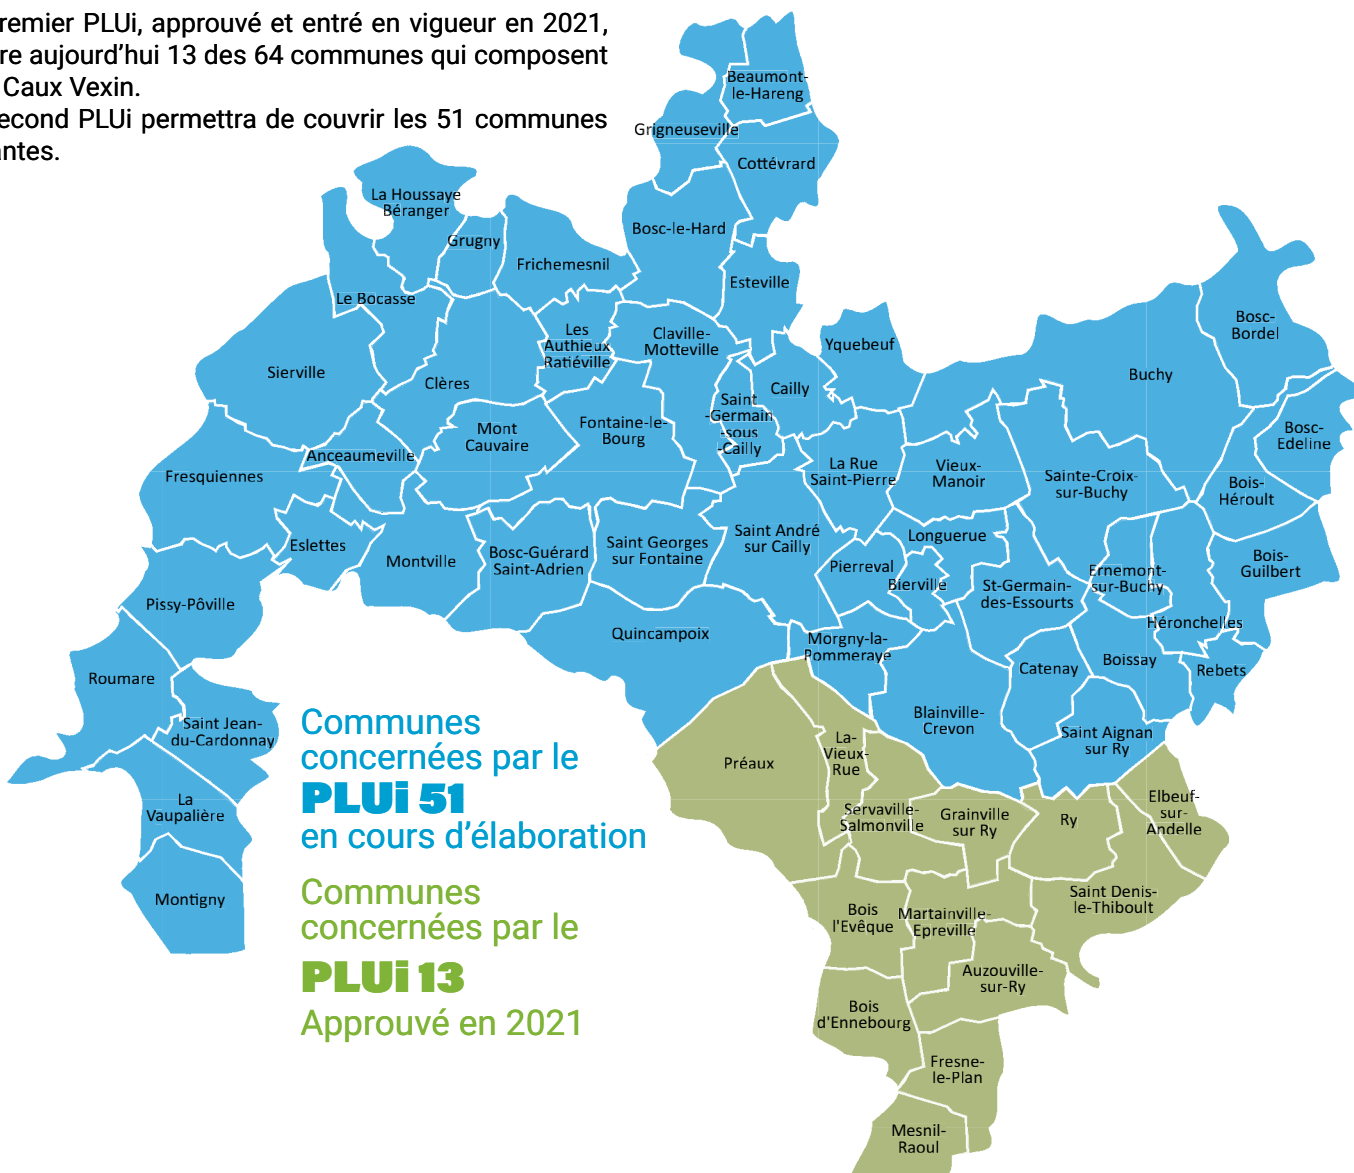 remier PLUi, approuvé et entré en vigueur en 2021,
re aujourd’hui 13 des 64 communes qui composent
Caux Vexin.
econd PLUi permettra de couvrir les 51 communes
antes.
Beaumont-
le-Hareng
Grigneuseville
Cottévrard
La Houssaye
Béranger
Grugny
Bosc-le-Hard
Frichemesnil
Esteville
Le Bocasse
Les
Authieux
Ratiéville
Claville-
Motteville
Yquebeuf
Bosc-
Bordel
Sierville
Clères
Cailly
Buchy
Saint
-Germain
-sous
-Cailly
Mont
Cauvaire
Fontaine-le-
Bourg
Bosc-
Edeline
Anceaumeville
Fresquiennes
La Rue
Saint-Pierre
Vieux-
Manoir
Sainte-Croix-
sur-Buchy
Bois-
Héroult
Eslettes
Montville
Bosc-Guérard
Saint-Adrien
Saint Georges
sur Fontaine
Saint André
sur Cailly
Longuerue
Pierreval
Bierville
St-Germain-
des-Essourts
Ernemont-
sur-Buchy
Bois-
Guilbert
Pissy-Pôville
Quincampoix
Morgny-la-
Pommeraye
Héronchelles
Roumare
Catenay
Boissay
Rebets
Saint Jean-
du-Cardonnay
Blainville-
Crevon
Saint Aignan
sur Ry
Communes
concernées par le
PLUi 51
en cours d’élaboration
Préaux
La-
Vieux-
Rue
La
Vaupalière
Servaville-
Salmonville
Grainville
sur Ry
Ry
Elbeuf-
sur-
Andelle
Montigny
Communes
concernées par le
PLUi 13
Approuvé en 2021
Bois
l'Evêque
Martainville-
Epreville
Saint Denis-
le-Thiboult
Auzouville-
sur-Ry
Bois
d'Ennebourg
Fresne-
le-Plan
Mesnil-
Raoul